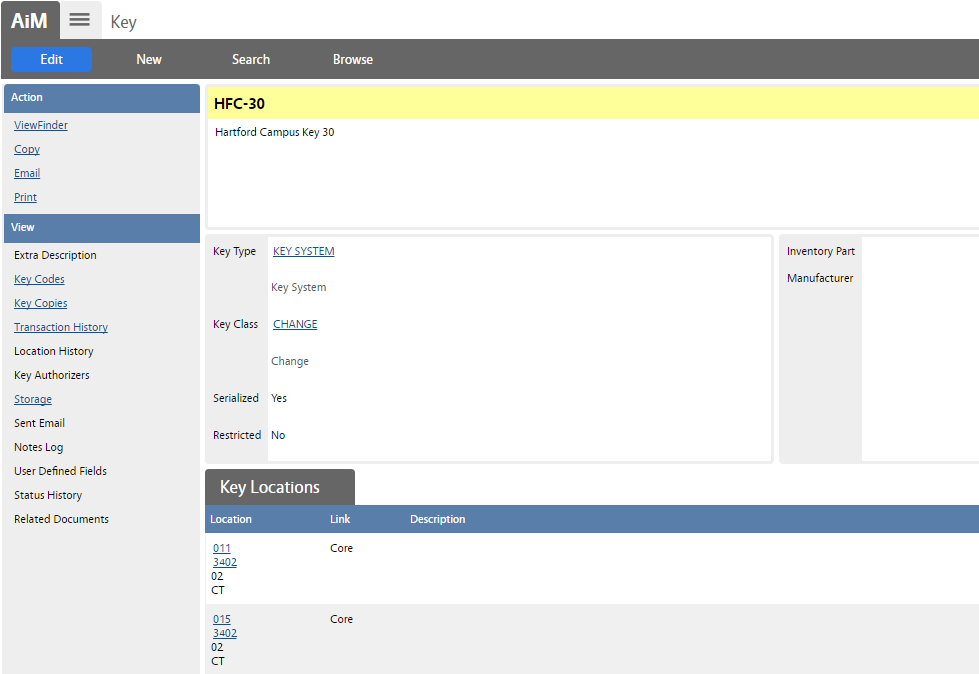 AiM
Key
Edit New Search Browse
Action
ViewFinder
Copy
Email
Print
View
Extra Description
Key Codes
Key Copies
Transaction History
Location History
Key Authorizers
Storage
Sent Email
Notes Log
User Defined Fields
Status History
Related Documents
HFC-30
Hartford Campus Key 30
Key Type KEY SYSTEM
Key System
Key Class CHANGE
Change
Serialized Yes
Restricted No
Inventory Part
Manufacturer
Key Locations
Location Link Description
011 Core
3402
02
CT
015 Core
3402
02
CT